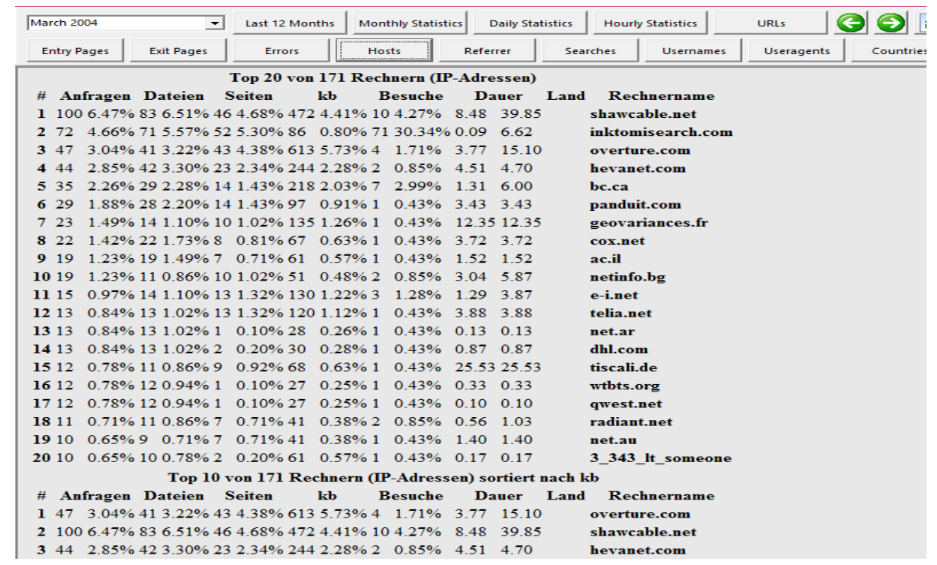 March 2004 Last 12 Months Monthly Statistics Daily Statistics Hourly Statistics URLs
Entry Pages Exit Pages Errors Hosts Referrer Searches Usernames Useragents Countries
Top 20 von 171 Rechnern (IP-Adressen)
# Anfragen Dateien Seiten kb Besuche Dauer Land Rechnername
1 100 6.47% 83 6.51% 46 4.68% 472 4.41% 10 4.27% 8.48 39.85 shawcable.net
2 72 4.66% 71 5.57% 52 5.30% 86 0.80% 71 30.34% 0.09 6.62 inktomisearch.com
3 47 3.04% 41 3.22% 43 4.38% 613 5.73% 4 1.71% 3.77 15.10 overture.com
4 44 2.85% 42 3.30% 23 2.34% 244 2.28% 2 0.85% 4.51 4.70 hevanet.com
5 35 2.26% 29 2.28% 14 1.43% 218 2.03% 7 2.99% 1.31 6.00 bc.ca
6 29 1.88% 28 2.20% 14 1.43% 97 0.91% 1 0.43% 3.43 3.43 panduit.com
7 23 1.49% 14 1.10% 10 1.02% 135 1.26% 1 0.43% 12.35 12.35 geovariances.fr
8 22 1.42% 22 1.73% 8 0.81% 67 0.63% 1 0.43% 3.72 3.72 cox.net
9 19 1.23% 19 1.49% 7 0.71% 61 0.57% 1 0.43% 1.52 1.52 ac.il
10 19 1.23% 11 0.86% 10 1.02% 51 0.48% 2 0.85% 3.04 5.87 netinfo.bg
11 15 0.97% 14 1.10% 13 1.32% 130 1.22% 3 1.28% 1.29 3.87 e-i.net
12 13 0.84% 13 1.02% 13 1.32% 120 1.12% 1 0.43% 3.88 3.88 telia.net
13 13 0.84% 13 1.02% 1 0.10% 28 0.26% 1 0.43% 0.13 0.13 net.ar
14 13 0.84% 13 1.02% 2 0.20% 30 0.28% 1 0.43% 0.87 0.87 dhl.com
15 12 0.78% 11 0.86% 9 0.92% 68 0.63% 1 0.43% 25.53 25.53 tiscali.de
16 12 0.78% 12 0.94% 1 0.10% 27 0.25% 1 0.43% 0.33 0.33 wtbts.org
17 12 0.78% 12 0.94% 1 0.10% 27 0.25% 1 0.43% 0.10 0.10 qwest.net
18 11 0.71% 11 0.86% 7 0.71% 41 0.38% 2 0.85% 0.56 1.03 radiant.net
19 10 0.65% 9 0.71% 7 0.71% 41 0.38% 1 0.43% 1.40 1.40 net.au
20 10 0.65% 10 0.78% 2 0.20% 61 0.57% 1 0.43% 0.17 0.17 3_343_lt_someone
Top 10 von 171 Rechnern (IP-Adressen) sortiert nach kb
# Anfragen Dateien Seiten kb Besuche Dauer Land Rechnername
1 47 3.04% 41 3.22% 43 4.38% 613 5.73% 4 1.71% 3.77 15.10 overture.com
2 100 6.47% 83 6.51% 46 4.68% 472 4.41% 10 4.27% 8.48 39.85 shawcable.net
3 44 2.85% 42 3.30% 23 2.34% 244 2.28% 2 0.85% 4.51 4.70 hevanet.com